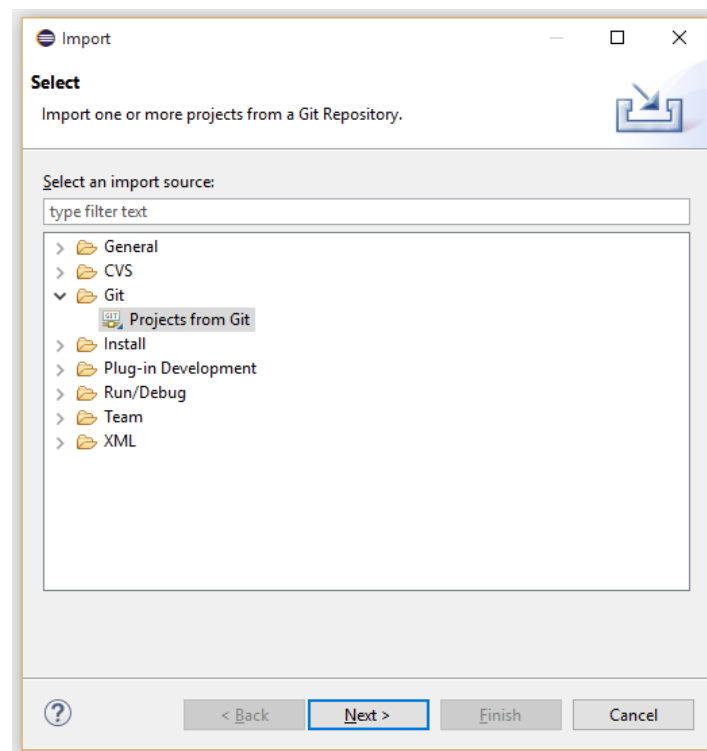 Import
Select
Import one or more projects from a Git Repository.
Select an import source:
type filter text
General
CVS
Git
GIT
Projects from Git
Install
Plug-in Development
Run/Debug
Team
XML
?
< Back
Next >
Finish
Cancel